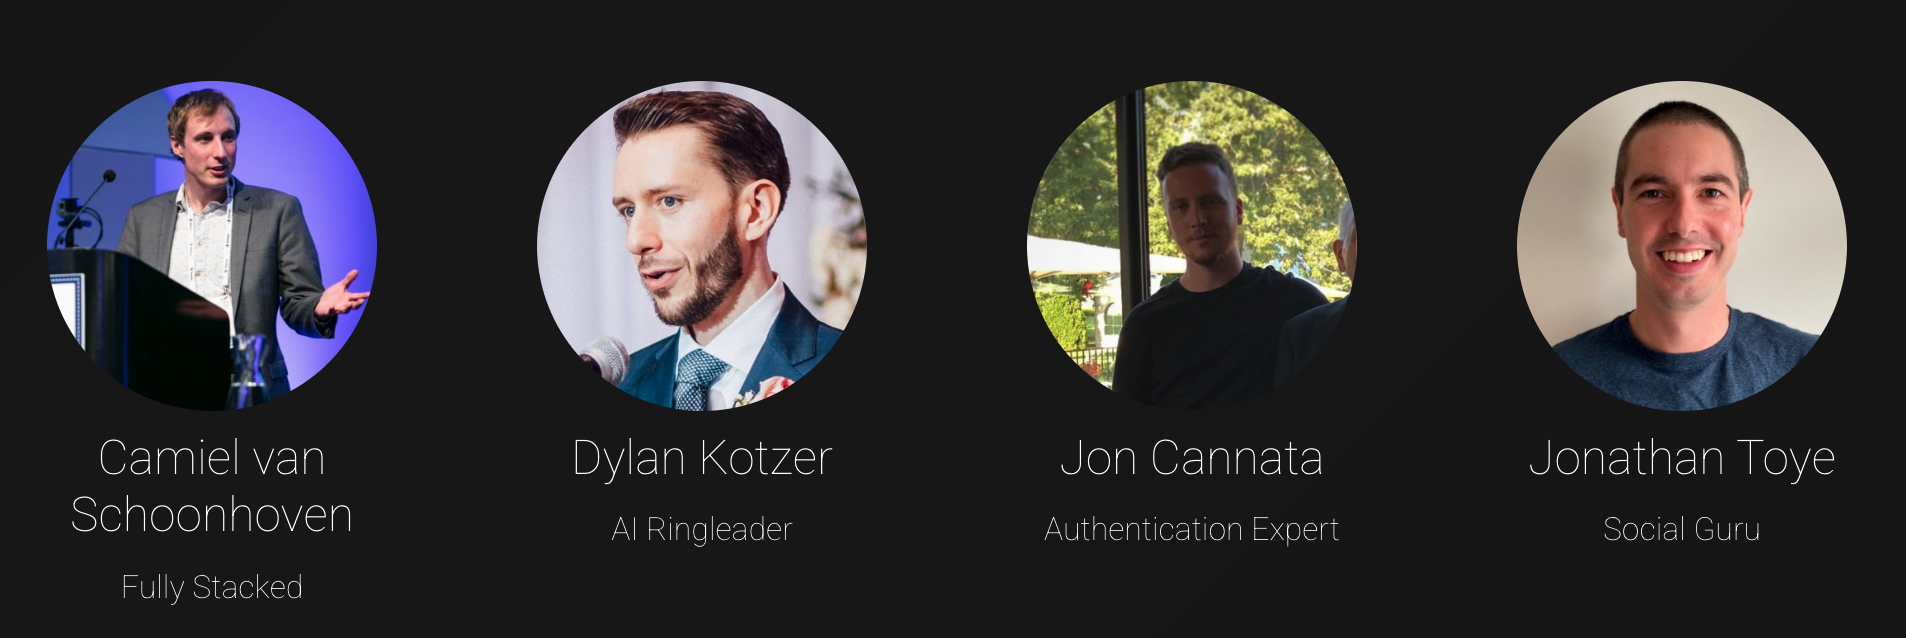 Camiel van
Schoonhoven
Fully Stacked
Dylan Kotzer
AI Ringleader
Jon Cannata
Authentication Expert
Jonathan Toye
Social Guru